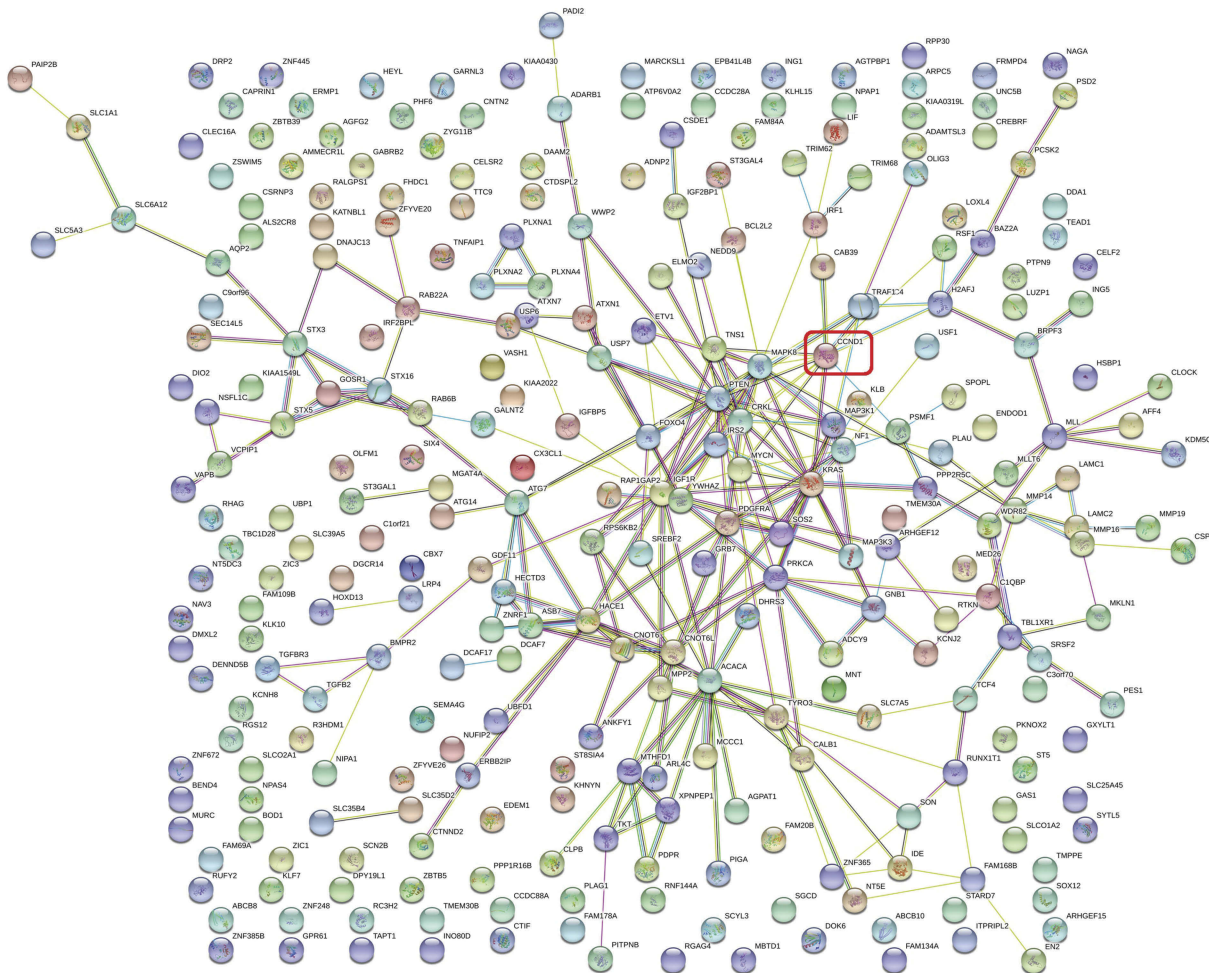 PADI2
PAIP2B
DRP2
ZNF445
HEYL
GARNL3
KIAA0430
MARCKSL1
EPB41L4B
ING1
AGTPBP1
RPP30
FRMPD4
NAGA
ARPC5
PSD2
CAPRIN1
ERMP1
PHF6
CNTN2
ADARB1
ATP6V0A2
CCDC28A
KLHL15
NPAP1
UNC5B
KIAA0319L
SLC1A1
ZBTB39
AGFG2
ZYG11B
CSDE1
FAM84A
LIF
ADAMTSL3
CREBRF
CLEC16A
AMMECR1L
GABRB2
DAAM2
TRIM62
PCSK2
ZSWIM5
CELSR2
ADNP2
ST3GAL4
TRIM68
OLIG3
RALGPS1
FHDC1
CTDSPL2
CSRNP3
TTC9
IGF2BP1
DDA1
SLC6A12
KATNBL1
ZFYVE20
WWP2
IRF1
LOXL4
ALS2CR8
PLXNA1
BCL2L2
TEAD1
SLC5A3
RSF1
BAZ2A
AQP2
DNAJC13
TNFAIP1
NEDD9
CAB39
CELF2
ELMO2
PTPN9
PLXNA2
PLXNA4
C9orf96
RAB22A
ATXN7
ATXN1
TRAF
H2AFJ
LUZP1
ING5
SEC14L5
IRF2BPL
USP6
ETV1
TNS1
USF1
BRPF3
STX3
USP7
MAPK8
CCND1
VASH1
HSBP1
DIO2
KIAA1549L
GOSR1
STX16
KIAA2022
PTEN
KLB
SPOPL
CLOCK
NSFL1C
STX5
RAB6B
GALNT2
IGFBP5
CRKL
MAP3K1
PSMF1
ENDOD1
AFF4
FOXO4
IRS2
NF1
MLL
VCPIP1
SIX4
PLAU
KDM5C
VAPB
OLFM1
CX3CL1
MYCN
MGAT4A
RAP1GAP2
IGF1R
KRAS
PPP2R5C
MLLT6
LAMC1
ST3GAL1
ATG7
YWHAZ
MMP14
RHAG
UBP1
ATG14
PDGFRA
TMEM30A
WDR82
LAMC2
MMP19
TBC1D28
SLC39A5
C1orf21
RPS6KB2
SREBF2
SOS2
ARHGEF12
MMP16
CSP
NT5DC3
ZIC3
DGCR14
CBX7
GDF11
GRB7
MAP3K3
MED26
NAV3
FAM109B
HOXD13
LRP4
HECTD3
PRKCA
C1QBP
DHRS3
GNB1
RTKN
MKLN1
DMXL2
KLK10
ZNRF1
ASB7
HACE1
TBL1XR1
DENND5B
TGFBR3
BMPR2
DCAF17
DCAF7
CNOT6
CNOT6L
ADCY9
KCNJ2
SRSF2
KCNH8
TGFB2
MPP2
ACACA
MNT
C3orf70
PES1
RGS12
R3HDM1
SEMA4G
UBFD1
TYRO3
SLC7A5
TCF4
PKNOX2
GXYLT1
ZNF672
SLCO2A1
NIPA1
NUFIP2
ANKFY1
MCCC1
CALB1
ST5
BEND4
NPAS4
ZFYVE26
ERBB2IP
ST8SIA4
MTHFD1
ARL4C
RUNX1T1
SLC25A45
MURC
BOD1
SLC35B4
SLC35D2
EDEM1
KHNYN
XPNPEP1
AGPAT1
SON
GAS1
SYTL5
SLCO1A2
FAM69A
ZIC1
SCN2B
CTNND2
CLPB
TKT
FAM20B
IDE
TMPPE
RUFY2
KLF7
DPY19L1
ZBTB5
PPP1R16B
PDPR
PIGA
ZNF365
FAM168B
NT5E
SOX12
ABCB8
ZNF248
RC3H2
TMEM30B
CCDC88A
PLAG1
RNF144A
SGCD
STARD7
CTIF
FAM178A
SCYL3
DOK6
ABCB10
ITPRIPL2
ARHGEF15
ZNF385B
GPR61
TAPT1
INO80D
PITPNB
RGAG4
MBTD1
FAM134A
EN2